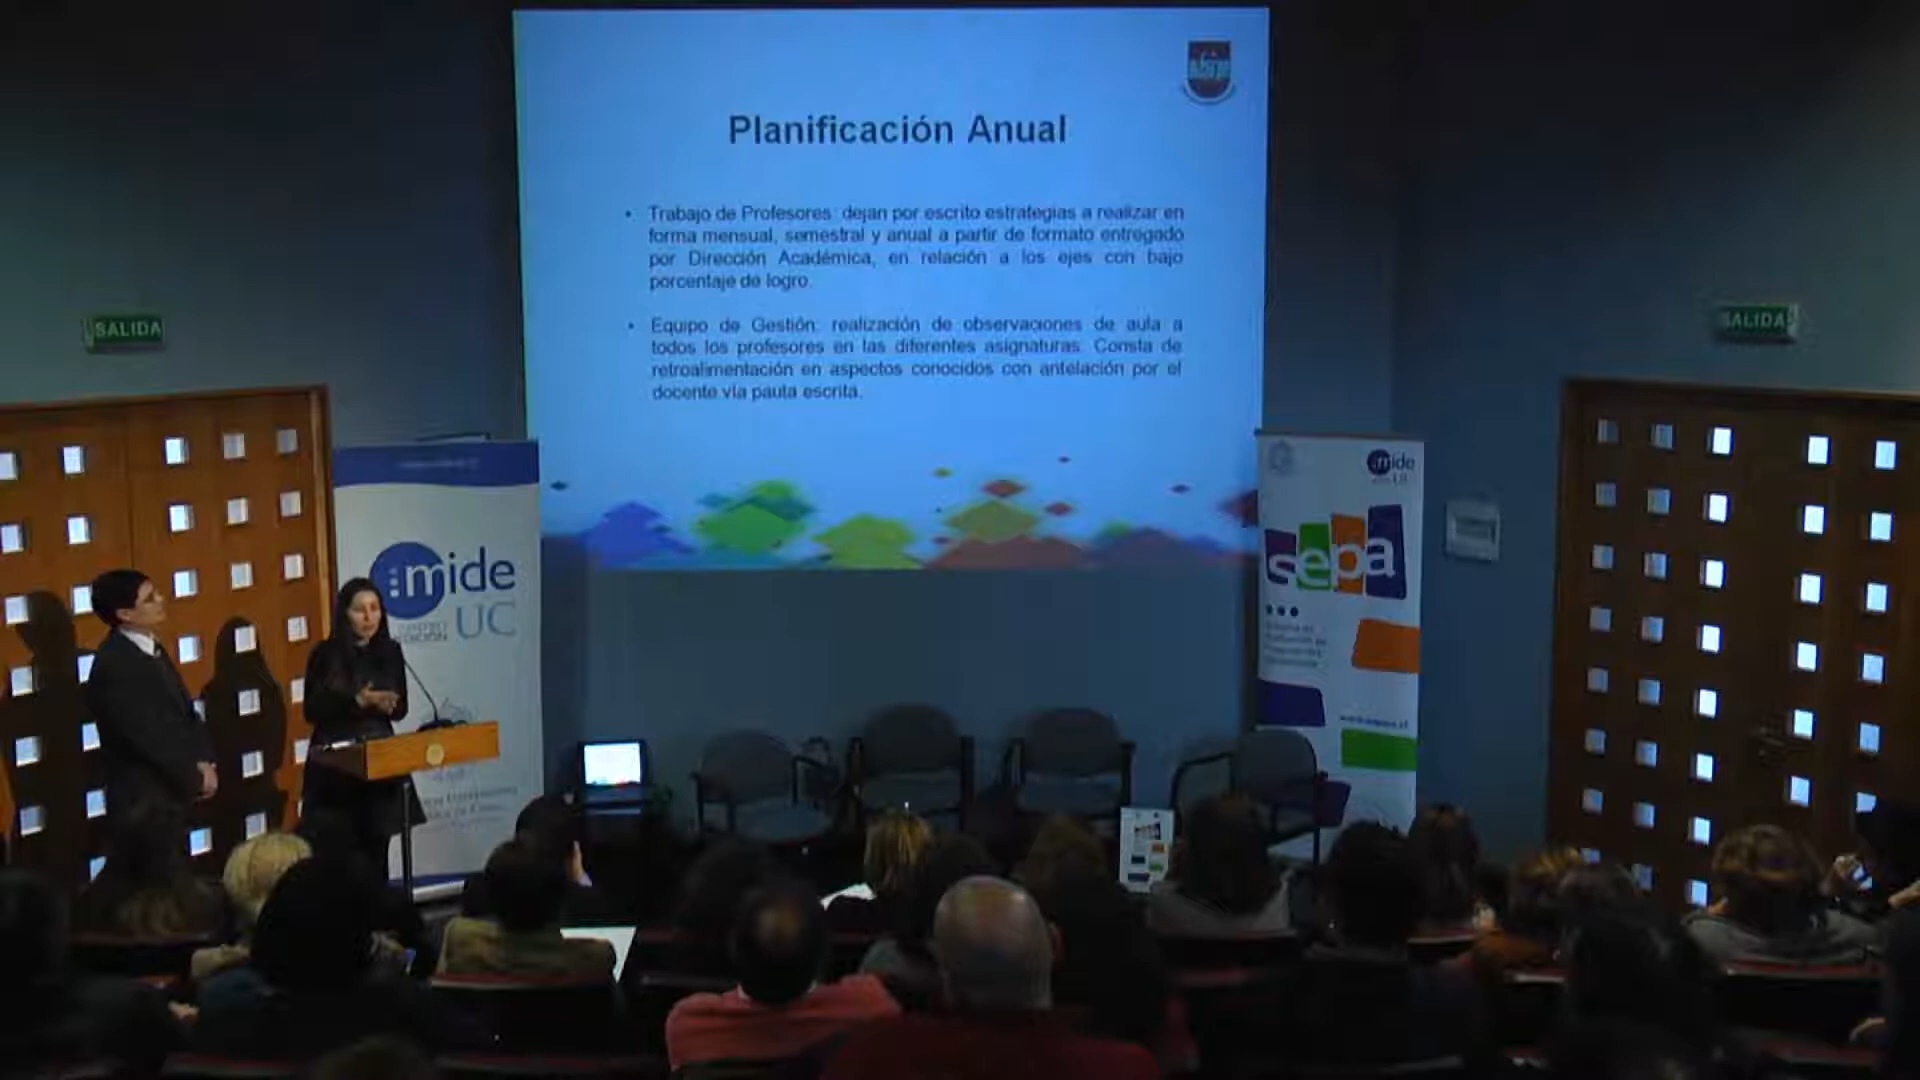 Planificación Anual
• Trabajo de Profesores: dejan por escrito estrategias a realizar en
forma mensual, semestral y anual a partir de formato entregado
por Dirección Académica, en relación a los ejes con bajo
porcentaje de logro.
• Equipo de Gestión: realización de observaciones de aula a
todos los profesores en las diferentes asignaturas. Consta de
retroalimentación en aspectos conocidos con antelación por el
docente vía pauta escrita.
SALIDA
SALIDA
:mide
UC
:mide
UC
sepa